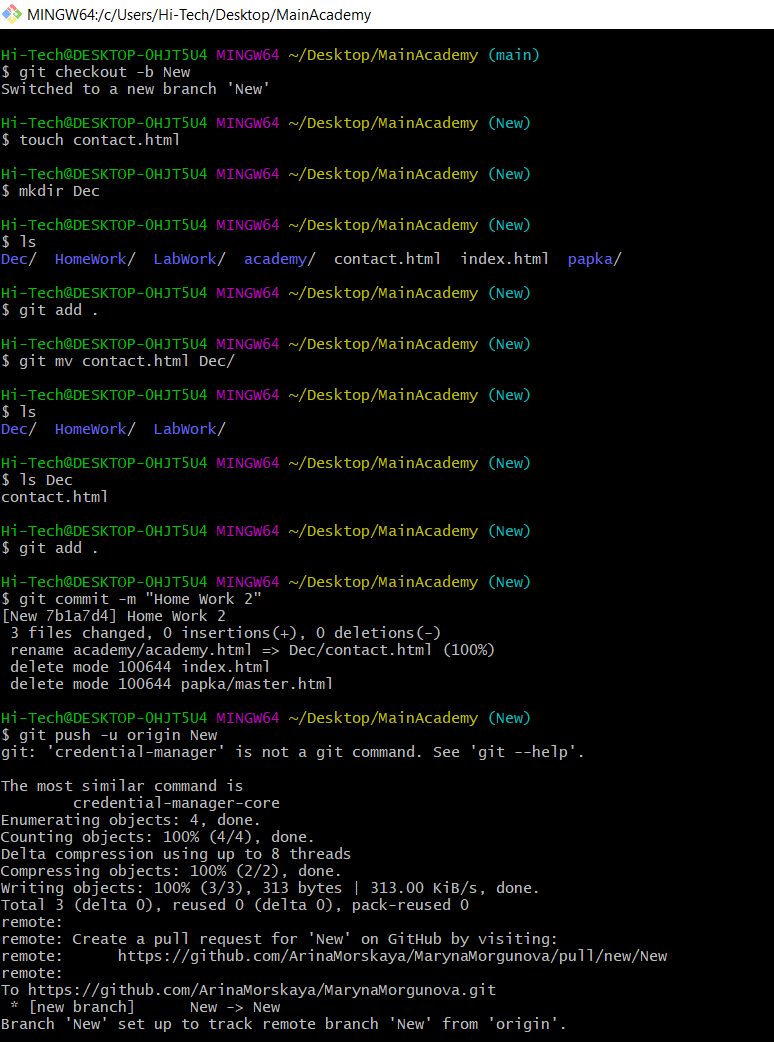 MINGW64:/c/Users/Hi-Tech/Desktop/MainAcademy
Hi-Tech@DESKTOP-0HJT5U4 MINGW64 ~/Desktop/MainAcademy (main)
$ git checkout -b New
Switched to a new branch 'New'
Hi-Tech@DESKTOP-0HJT5U4 MINGW64 ~/Desktop/MainAcademy (New)
$ touch contact.html
Hi-Tech@DESKTOP-0HJT5U4 MINGW64 ~/Desktop/MainAcademy (New)
$ mkdir Dec
Hi-Tech@DESKTOP-0HJT5U4 MINGW64 ~/Desktop/MainAcademy (New)
$ ls
Dec/  HomeWork/  LabWork/  academy/  contact.html  index.html  papka/
Hi-Tech@DESKTOP-0HJT5U4 MINGW64 ~/Desktop/MainAcademy (New)
$ git add .
Hi-Tech@DESKTOP-0HJT5U4 MINGW64 ~/Desktop/MainAcademy (New)
$ git mv contact.html Dec/
Hi-Tech@DESKTOP-0HJT5U4 MINGW64 ~/Desktop/MainAcademy (New)
$ ls
Dec/  HomeWork/  LabWork/
Hi-Tech@DESKTOP-0HJT5U4 MINGW64 ~/Desktop/MainAcademy (New)
$ ls Dec
contact.html
Hi-Tech@DESKTOP-0HJT5U4 MINGW64 ~/Desktop/MainAcademy (New)
$ git add .
Hi-Tech@DESKTOP-0HJT5U4 MINGW64 ~/Desktop/MainAcademy (New)
$ git commit -m "Home Work 2"
[New 7b1a7d4] Home Work 2
 3 files changed, 0 insertions(+), 0 deletions(-)
 rename academy/academy.html => Dec/contact.html (100%)
 delete mode 100644 index.html
 delete mode 100644 papka/master.html
Hi-Tech@DESKTOP-0HJT5U4 MINGW64 ~/Desktop/MainAcademy (New)
$ git push -u origin New
git: 'credential-manager' is not a git command. See 'git --help'.
The most similar command is
        credential-manager-core
Enumerating objects: 4, done.
Counting objects: 100% (4/4), done.
Delta compression using up to 8 threads
Compressing objects: 100% (2/2), done.
Writing objects: 100% (3/3), 313 bytes | 313.00 KiB/s, done.
Total 3 (delta 0), reused 0 (delta 0), pack-reused 0
remote:
remote: Create a pull request for 'New' on GitHub by visiting:
remote:      https://github.com/ArinaMorskaya/MarynaMorgunova/pull/new/New
remote:
To https://github.com/ArinaMorskaya/MarynaMorgunova.git
 * [new branch]      New -> New
Branch 'New' set up to track remote branch 'New' from 'origin'.